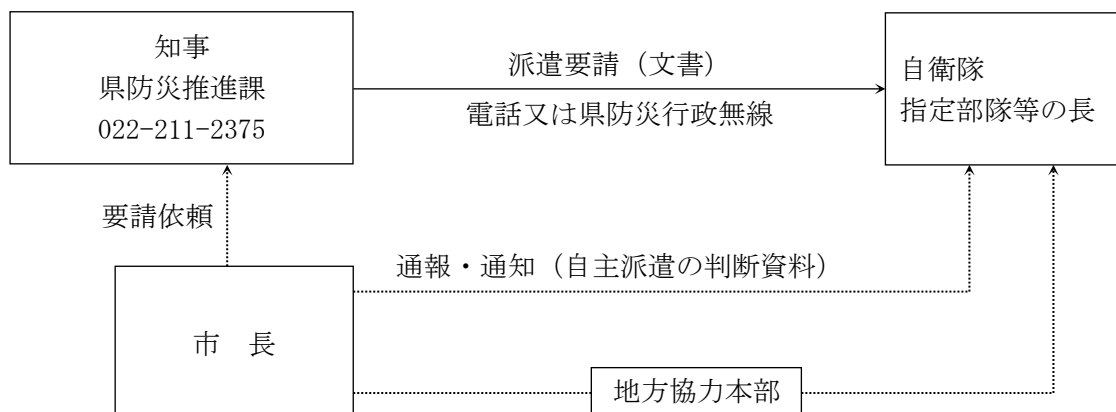 知事
県防災推進課
022-211-2375
派遣要請（文書）
電話又は県防災行政無線
自衛隊
指定部隊等の長
要請依頼
通報・通知（自主派遣の判断資料）
市　長
地方協力本部